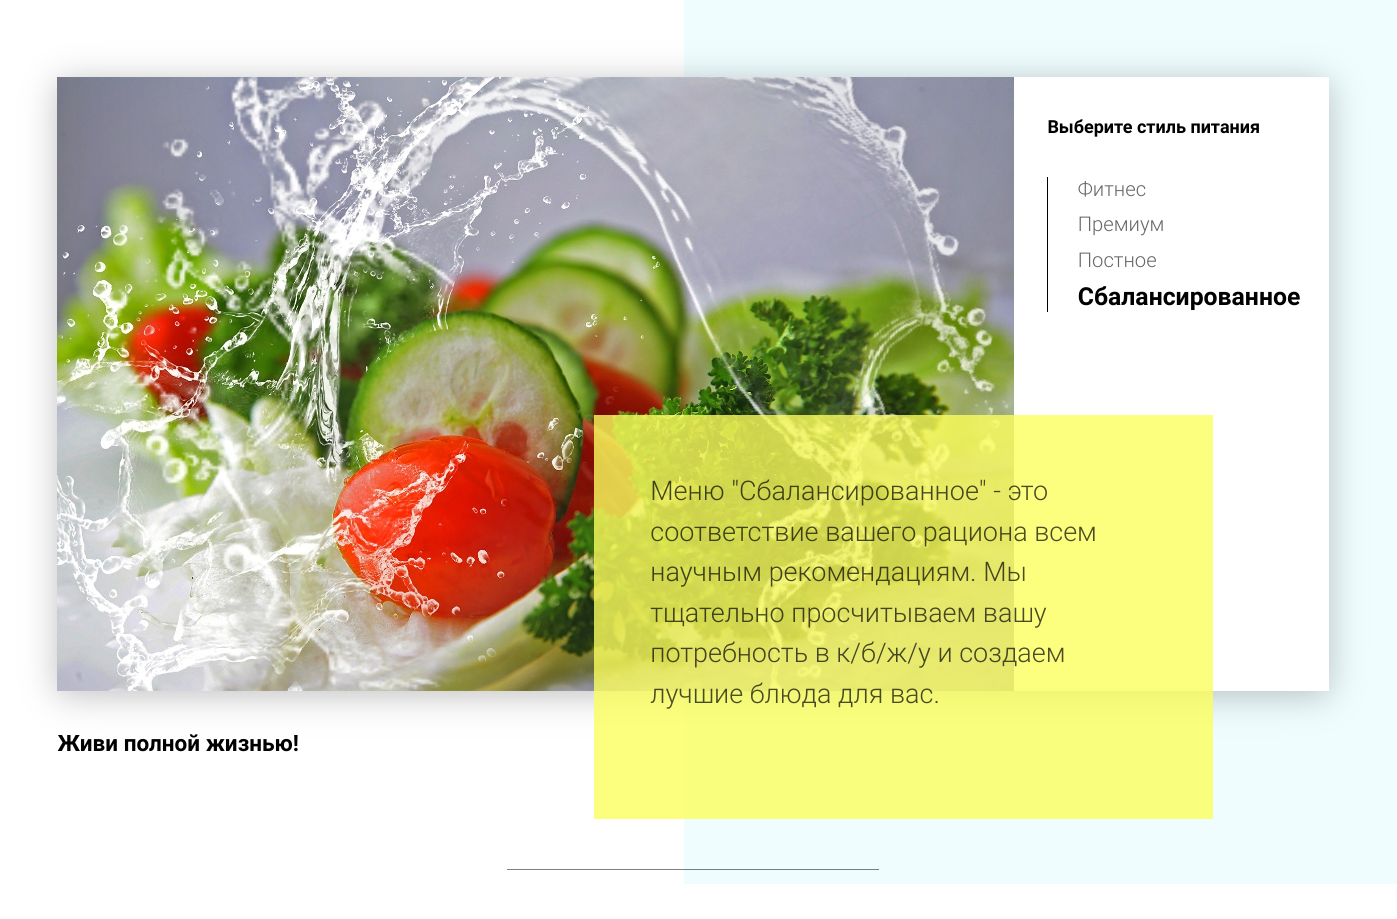 Выберите стиль питания
Фитнес
Премиум
Постное
Сбалансированное
Меню "Сбалансированное" - это
соответствие вашего рациона всем
научным рекомендациям. Мы
тщательно просчитываем вашу
потребность в к/б/ж/у и создаем
лучшие блюда для вас.
Живи полной жизнью!